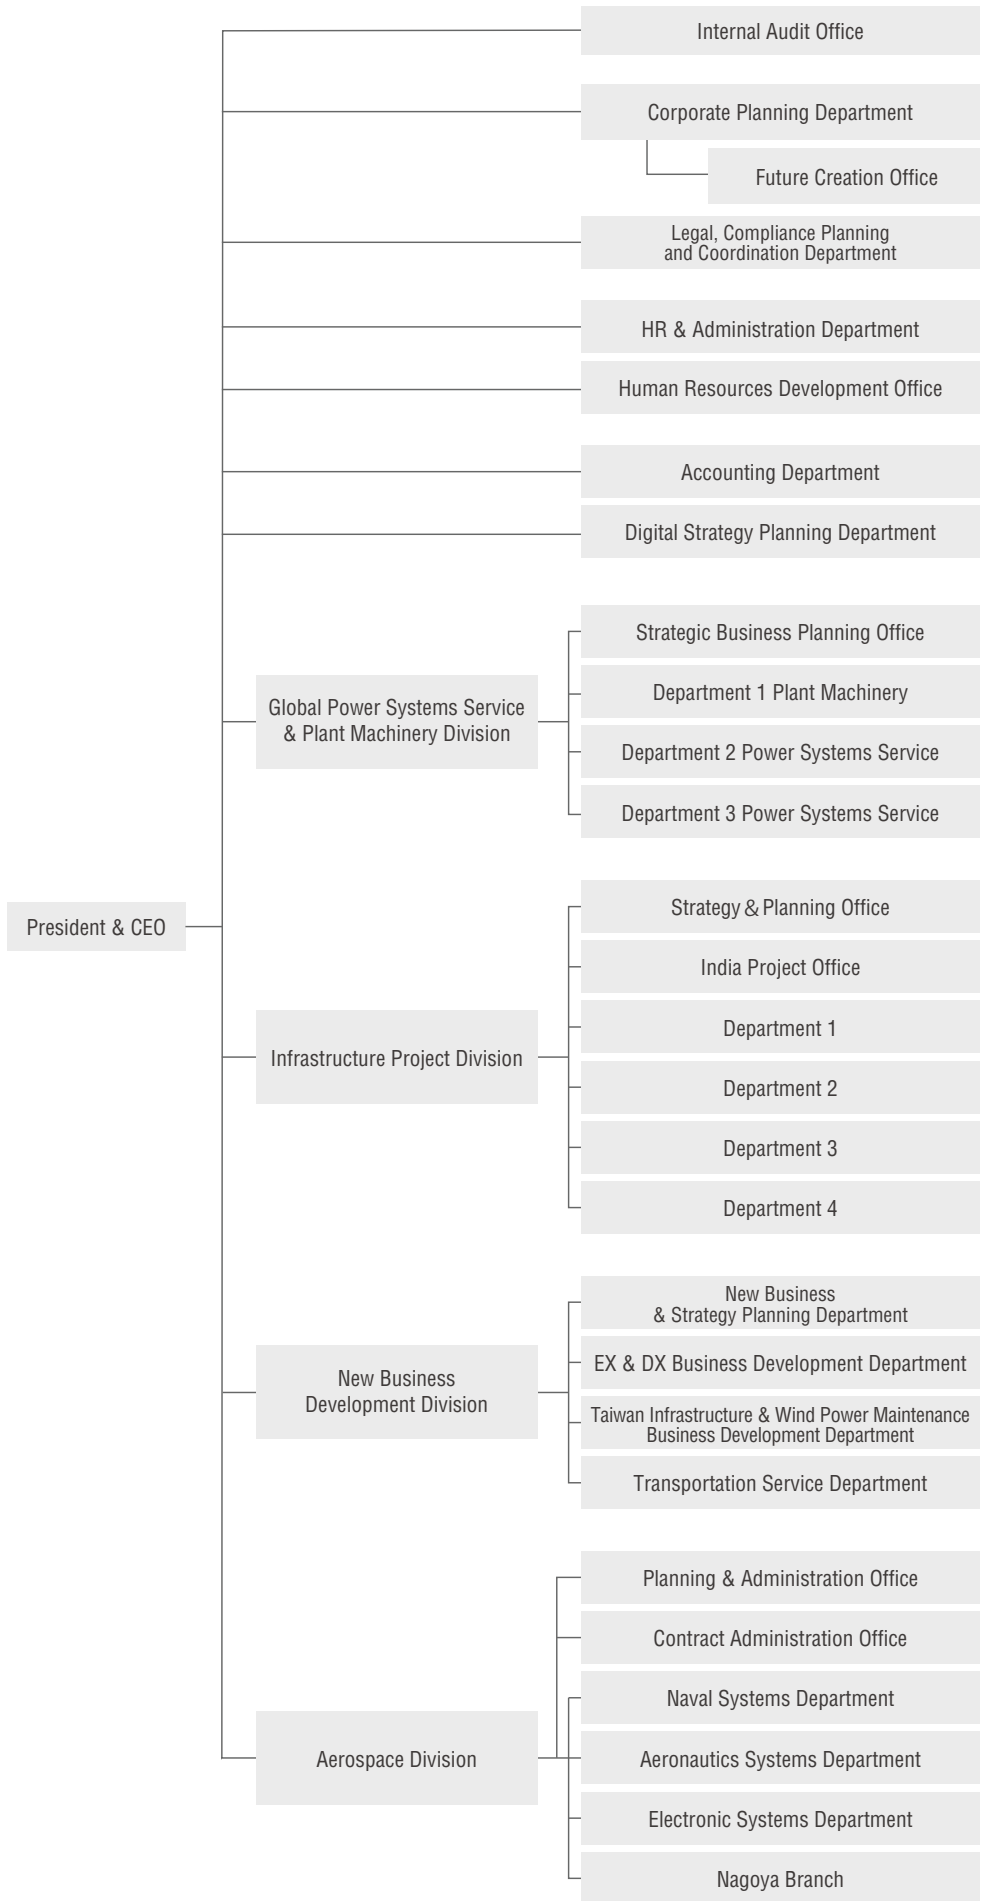 Internal Audit Office
Corporate Planning Department
Future Creation Office
Legal, Compliance Planning
and Coordination Department
HR & Administration Department
Human Resources Development Office
Accounting Department
Digital Strategy Planning Department
Global Power Systems Service
& Plant Machinery Division
Strategic Business Planning Office
Department 1 Plant Machinery
Department 2 Power Systems Service
Department 3 Power Systems Service
President & CEO
Infrastructure Project Division
Strategy & Planning Office
India Project Office
Department 1
Department 2
Department 3
Department 4
New Business
Development Division
New Business
& Strategy Planning Department
EX & DX Business Development Department
Taiwan Infrastructure & Wind Power Maintenance
Business Development Department
Transportation Service Department
Aerospace Division
Planning & Administration Office
Contract Administration Office
Naval Systems Department
Aeronautics Systems Department
Electronic Systems Department
Nagoya Branch